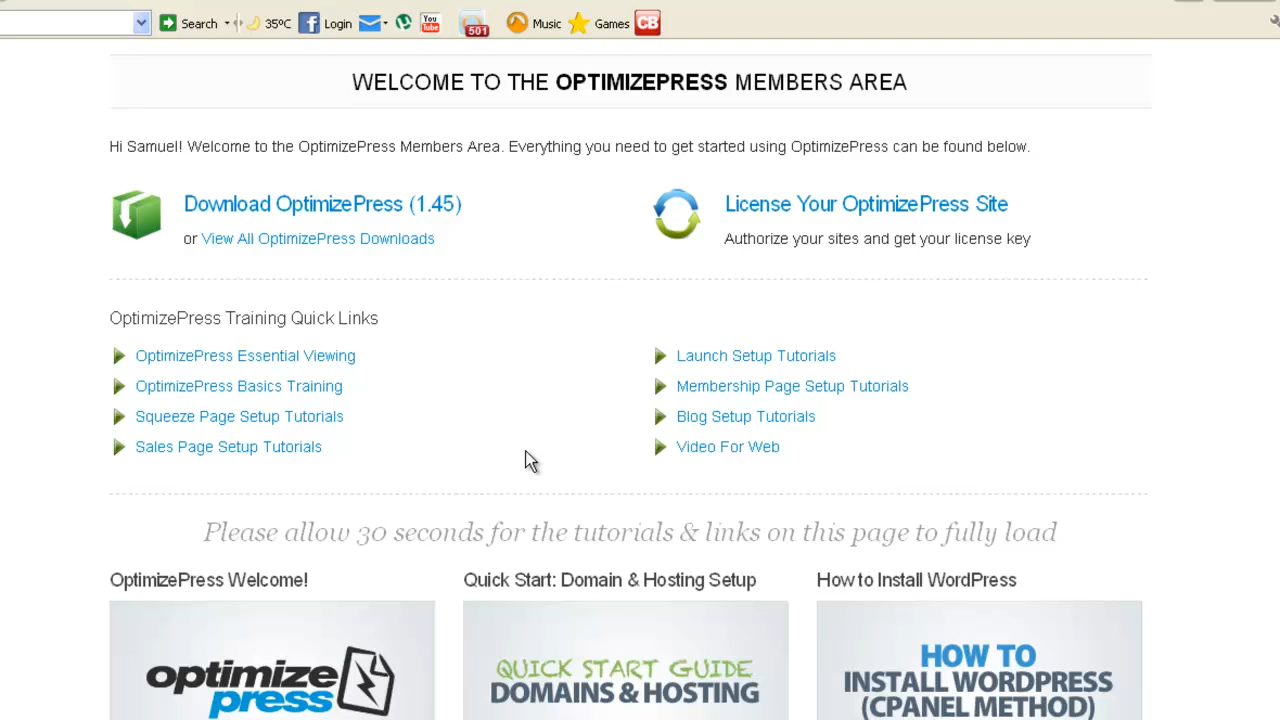 Search 35°C Login You Tube 501 Music Games CB
WELCOME TO THE OPTIMIZEPRESS MEMBERS AREA
Hi Samuel! Welcome to the OptimizePress Members Area. Everything you need to get started using OptimizePress can be found below.
Download OptimizePress (1.45)
or View All OptimizePress Downloads
License Your OptimizePress Site
Authorize your sites and get your license key
OptimizePress Training Quick Links
OptimizePress Essential Viewing
OptimizePress Basics Training
Squeeze Page Setup Tutorials
Sales Page Setup Tutorials
Launch Setup Tutorials
Membership Page Setup Tutorials
Blog Setup Tutorials
Video For Web
Please allow 30 seconds for the tutorials & links on this page to fully load
OptimizePress Welcome!
optimize
press
Quick Start: Domain & Hosting Setup
QUICK START GUIDE
DOMAINS & HOSTING
How to Install WordPress
HOW TO
INSTALL WORDPRESS
(CPANEL METHOD)